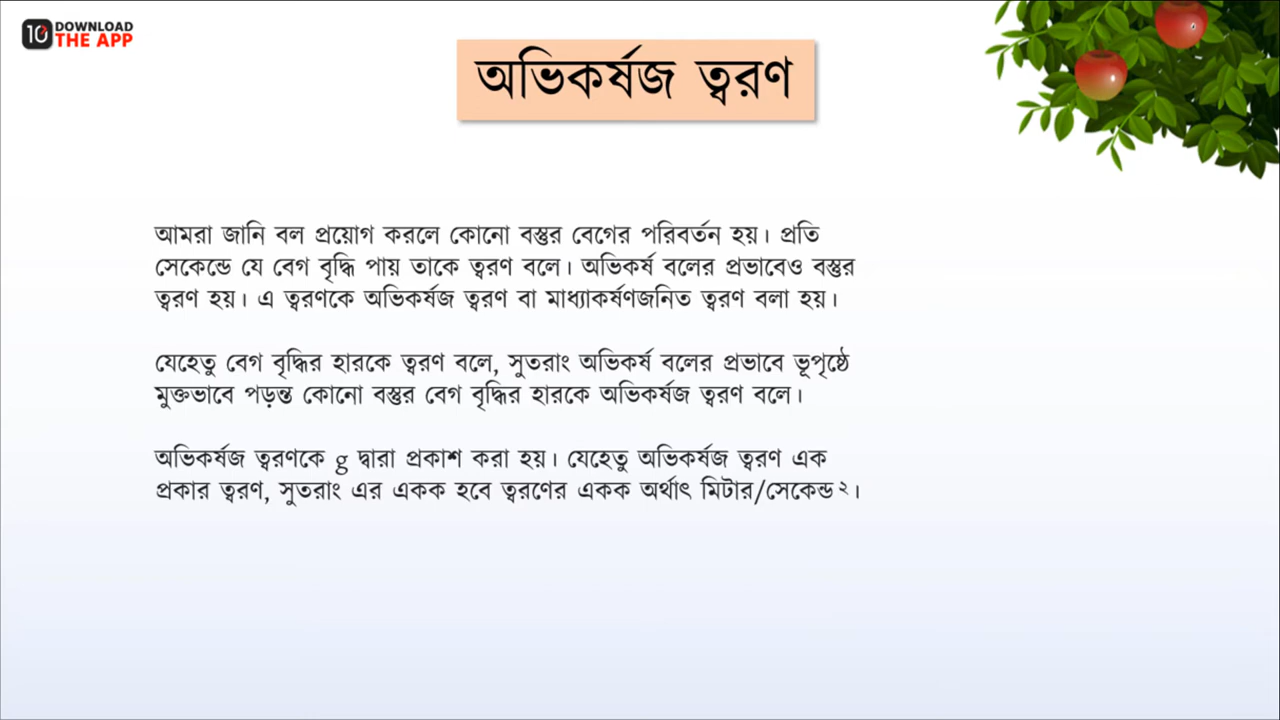 10 DOWNLOAD
THE APP
অভিকর্ষজ ত্বরণ
আমরা জানি বল প্রয়োগ করলে কোনো বস্তুর বেগের পরিবর্তন হয়। প্রতি
সেকেন্ডে যে বেগ বৃদ্ধি পায় তাকে ত্বরণ বলে। অভিকর্ষ বলের প্রভাবেও বস্তুর
ত্বরণ হয়। এ ত্বরণকে অভিকর্ষজ ত্বরণ বা মাধ্যাকর্ষণজনিত ত্বরণ বলা হয়।
যেহেতু বেগ বৃদ্ধির হারকে ত্বরণ বলে, সুতরাং অভিকর্ষ বলের প্রভাবে ভূপৃষ্ঠে
মুক্তভাবে পড়ন্ত কোনো বস্তুর বেগ বৃদ্ধির হারকে অভিকর্ষজ ত্বরণ বলে।
অভিকর্ষজ ত্বরণকে g দ্বারা প্রকাশ করা হয়। যেহেতু অভিকর্ষজ ত্বরণ এক
প্রকার ত্বরণ, সুতরাং এর একক হবে ত্বরণের একক অর্থাৎ মিটার/সেকেন্ড২।